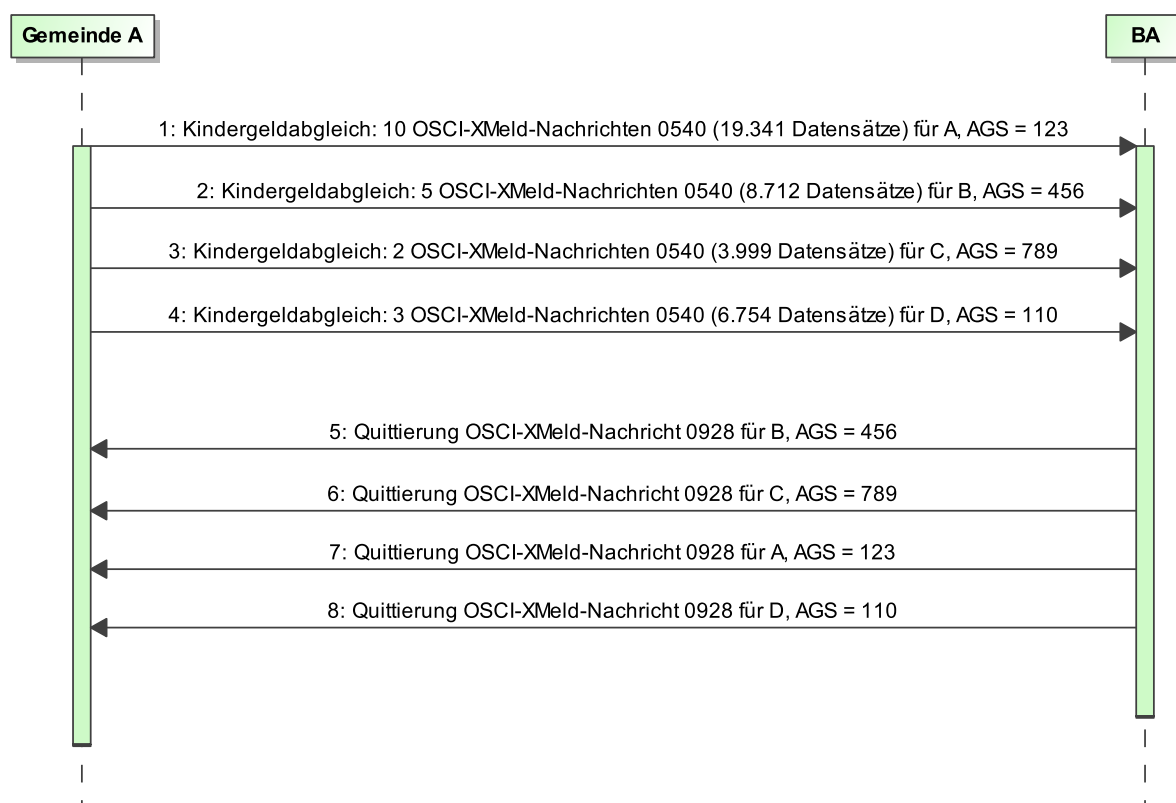 Gemeinde A
BA
1: Kindergeldabgleich: 10 OSCI-XMeld-Nachrichten 0540 (19.341 Datensätze) für A, AGS = 123
2: Kindergeldabgleich: 5 OSCI-XMeld-Nachrichten 0540 (8.712 Datensätze) für B, AGS = 456
3: Kindergeldabgleich: 2 OSCI-XMeld-Nachrichten 0540 (3.999 Datensätze) für C, AGS = 789
4: Kindergeldabgleich: 3 OSCI-XMeld-Nachrichten 0540 (6.754 Datensätze) für D, AGS = 110
5: Quittierung OSCI-XMeld-Nachricht 0928 für B, AGS = 456
6: Quittierung OSCI-XMeld-Nachricht 0928 für C, AGS = 789
7: Quittierung OSCI-XMeld-Nachricht 0928 für A, AGS = 123
8: Quittierung OSCI-XMeld-Nachricht 0928 für D, AGS = 110